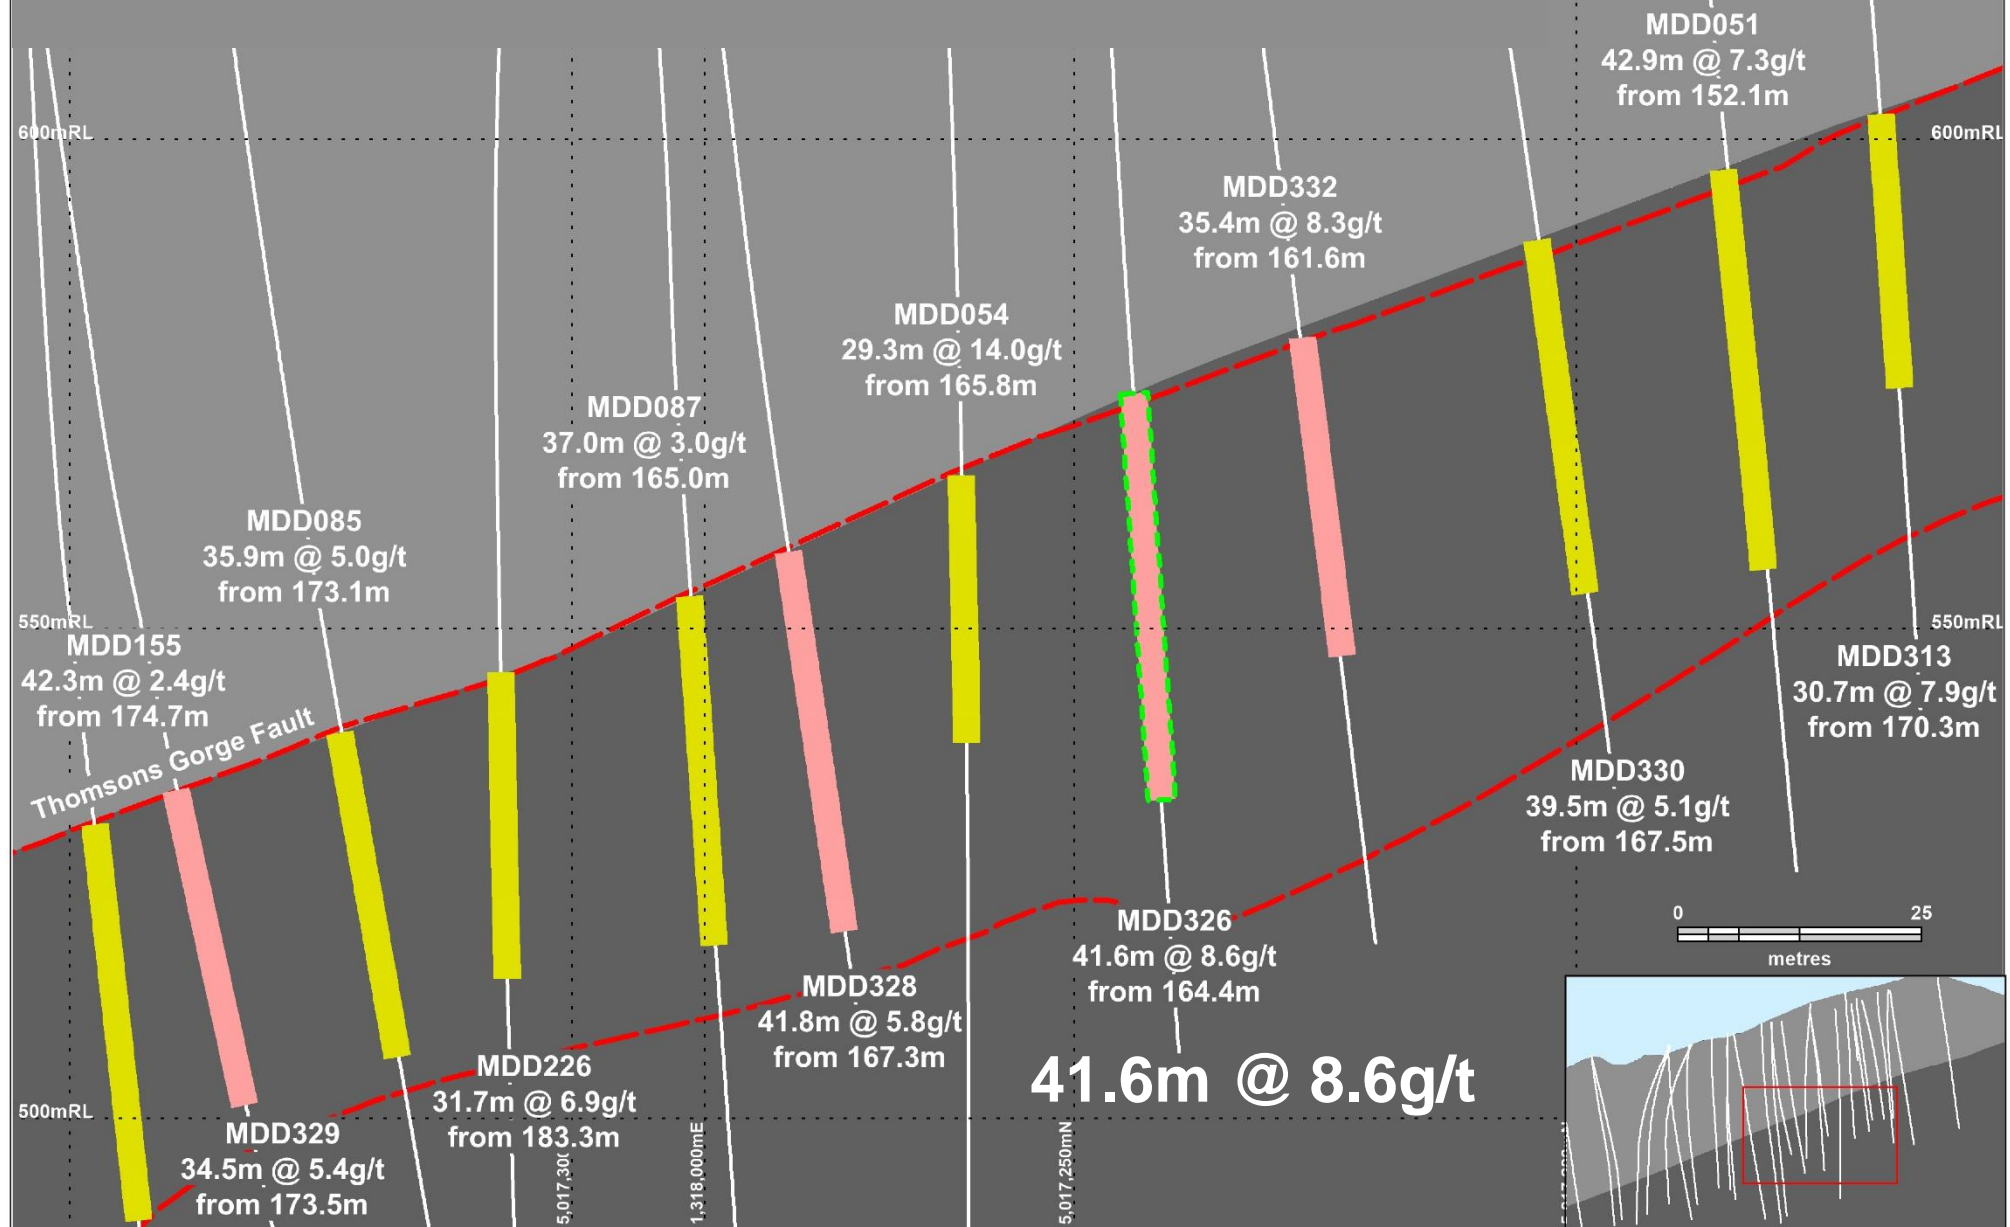 MDD051
42.9m @ 7.3g/t
from 152.1m
600mRL
600mRL
MDD332
35.4m @ 8.3g/t
from 161.6m
MDD054
29.3m @ 14.0g/t
from 165.8m
MDD087
37.0m @ 3.0g/t
from 165.0m
MDD085
35.9m @ 5.0g/t
from 173.1m
550mRL
550mRL
MDD155
42.3m @ 2.4g/t
from 174.7m
Thomsons Gorge Fault
MDD313
30.7m @ 7.9g/t
from 170.3m
MDD330
39.5m @ 5.1g/t
from 167.5m
MDD326
41.6m @ 8.6g/t
from 164.4m
0 25
metres
MDD328
41.8m @ 5.8g/t
from 167.3m
41.6m @ 8.6g/t
MDD226
31.7m @ 6.9g/t
from 183.3m
500mRL
MDD329
34.5m @ 5.4g/t
from 173.5m
5,017,300
1,318,000mE
5,017,250mN